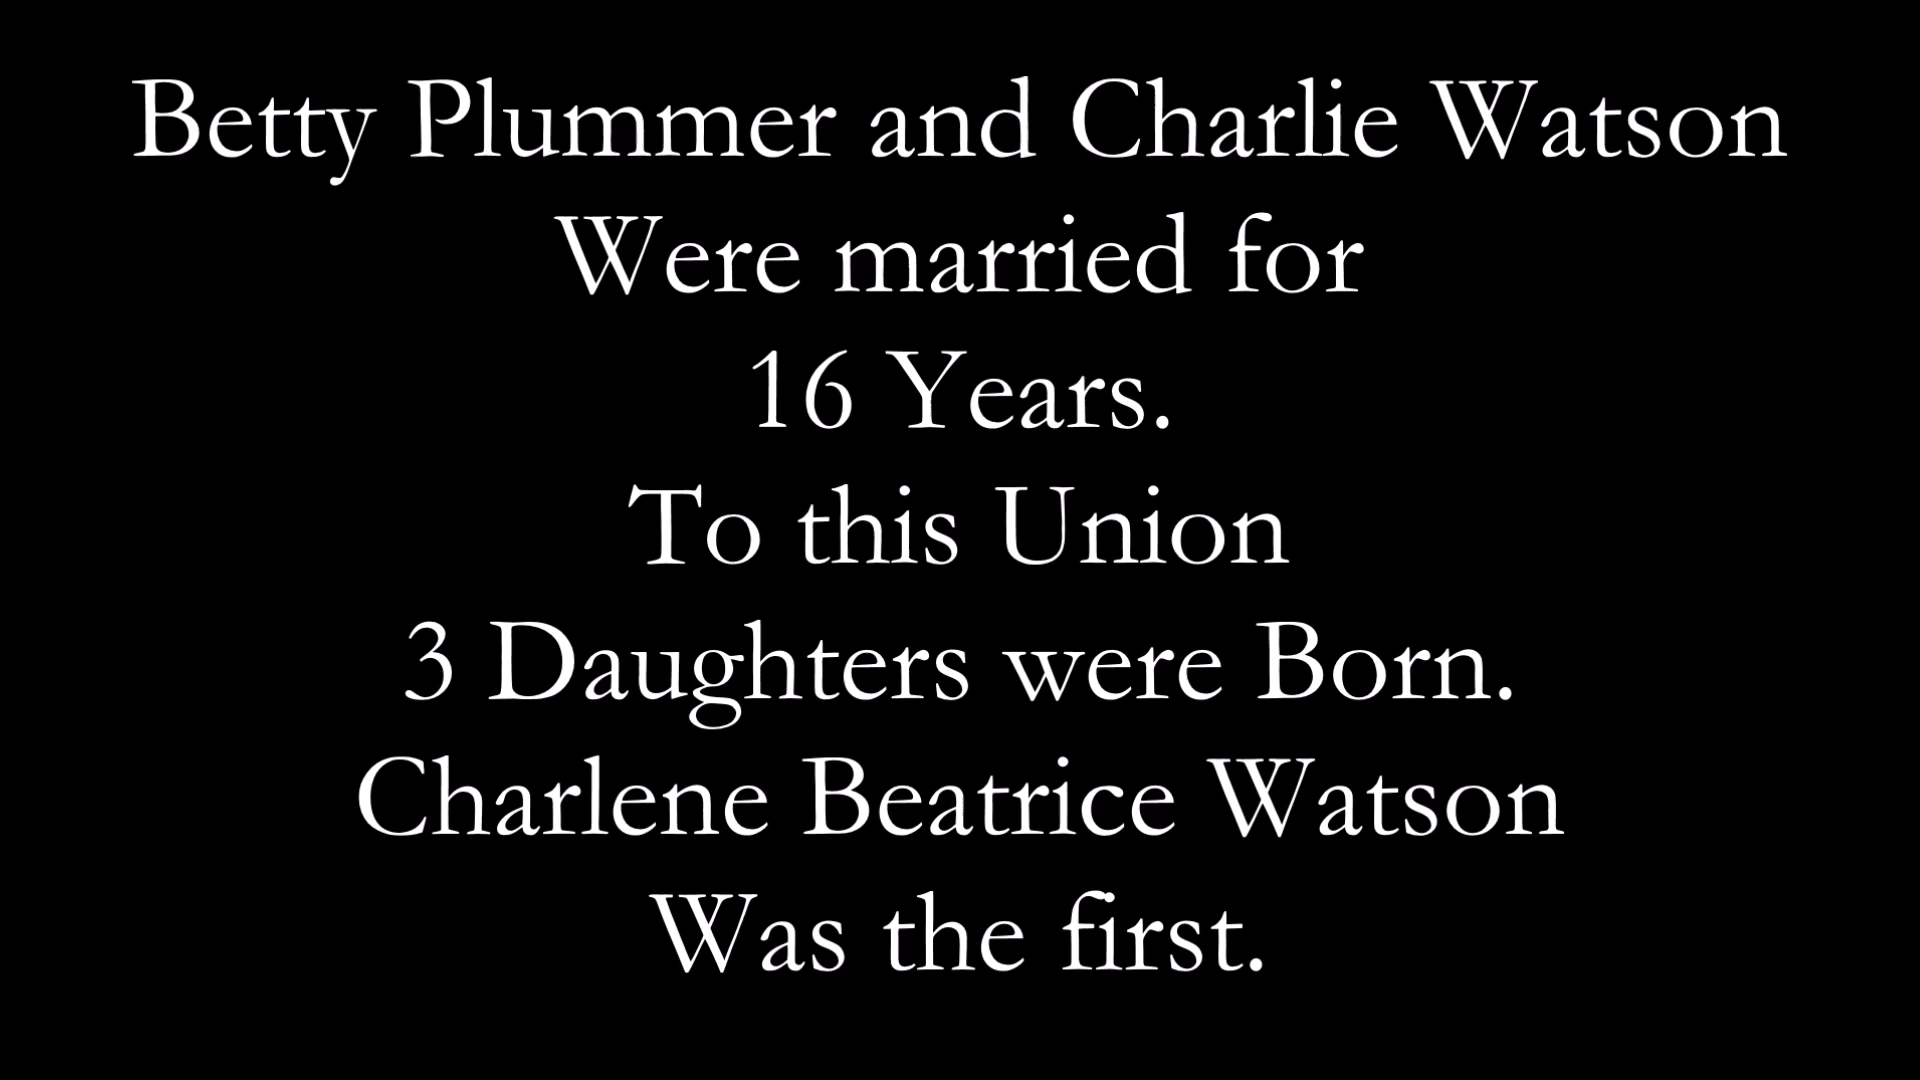 Betty Plummer and Charlie Watson
Were married for
16 Years.
To this Union
3 Daughters were Born.
Charlene Beatrice Watson
Was the first.